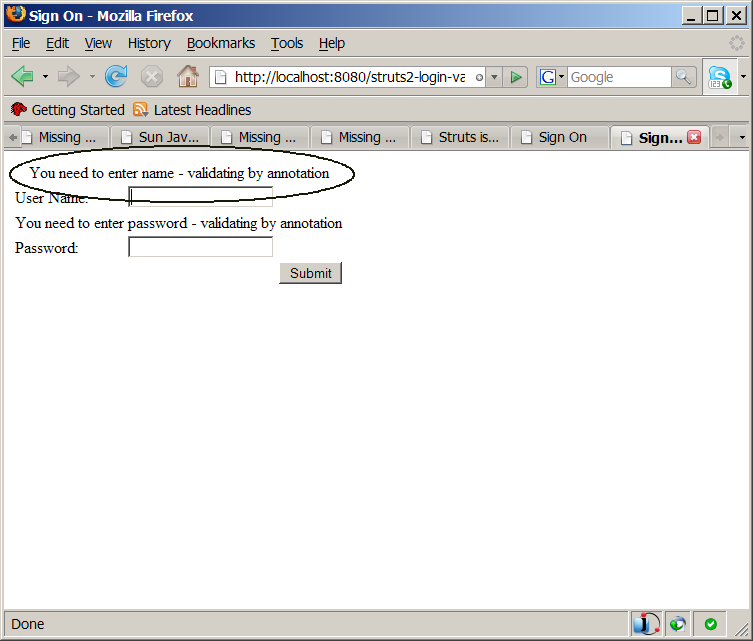 Sign On - Mozilla Firefox
File Edit View History Bookmarks Tools Help
http://localhost:8080/struts2-login-va G Google
Getting Started Latest Headlines
Missing ... Sun Jav... Missing ... Missing ... Struts is... Sign On Sign...
You need to enter name - validating by annotation
User Name:
You need to enter password - validating by annotation
Password:
Submit
Done